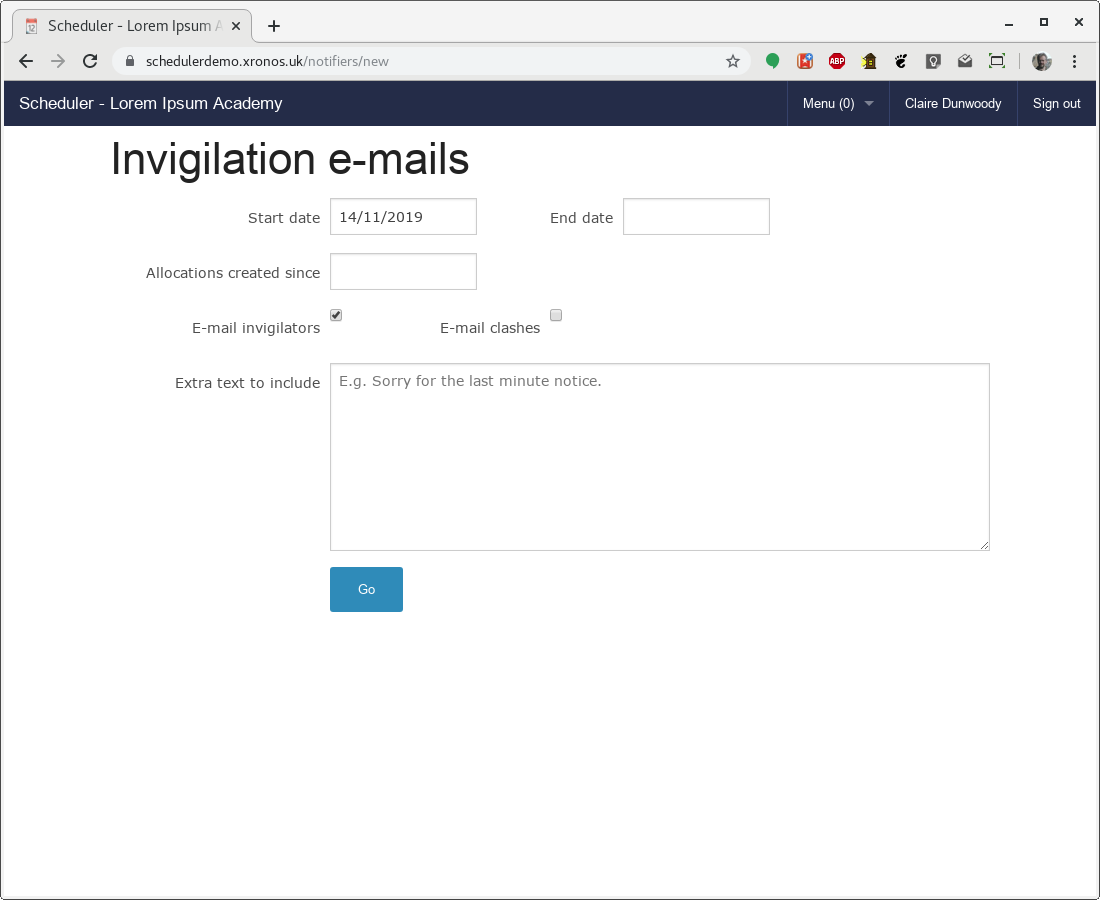 Scheduler - Lorem Ipsum A
schedulerdemo.xronos.uk/notifiers/new
ABP
Scheduler - Lorem Ipsum Academy
Menu (0)
Claire Dunwoody
Sign out
Invigilation e-mails
Start date
14/11/2019
End date
Allocations created since
E-mail invigilators
E-mail clashes
Extra text to include
E.g. Sorry for the last minute notice.
Go